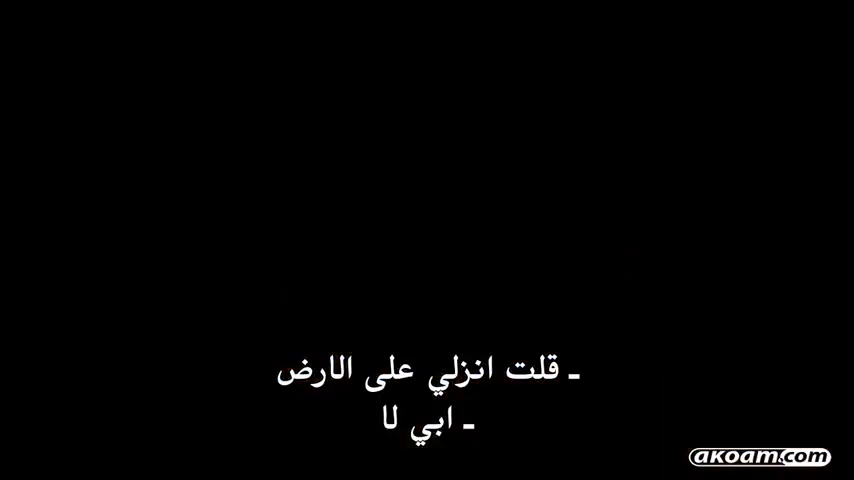 ـ قلت انزلي على الارض
ـ ابي لا
akoam.com